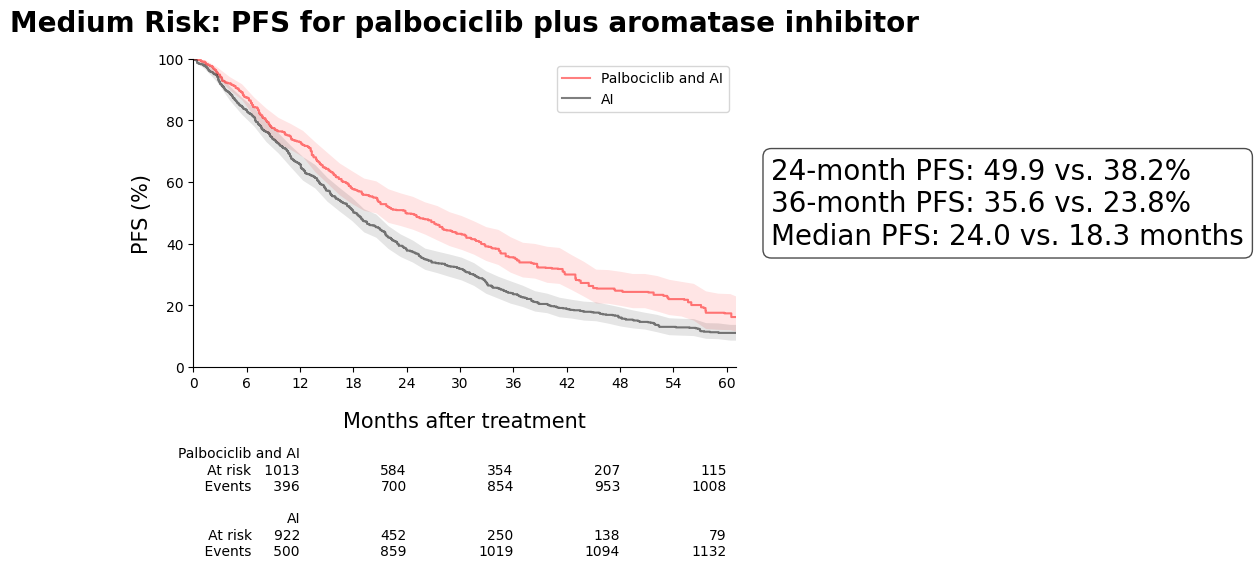 Medium Risk: PFS for palbociclib plus aromatase inhibitor
100
80
60
40
20
0
PFS (%)
Palbociclib and AI
AI
0 6 12 18 24 30 36 42 48 54 60
Months after treatment
24-month PFS: 49.9 vs. 38.2%
36-month PFS: 35.6 vs. 23.8%
Median PFS: 24.0 vs. 18.3 months
Palbociclib and AI
At risk 1013 584 354 207 115
Events 396 700 854 953 1008
AI
At risk 922 452 250 138 79
Events 500 859 1019 1094 1132